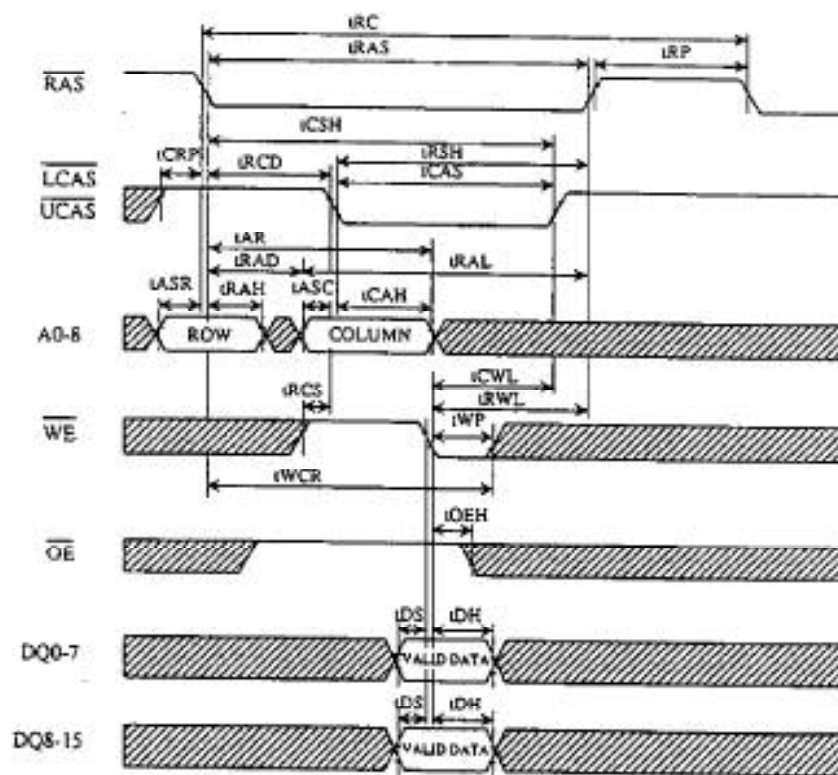 tRC
tRAS
tRP
RAS
tCSH
tCRP
tRCD
tRSH
LCAS
tCAS
UCAS
tAR
tRAD
tRAL
tASR
tRAH
tASC
tCAH
A0-8
ROW
COLUMN
tCWL
tRCS
tRWL
WE
tWP
tWCR
tOEH
OE
tDS
tDH
DQ0-7
VALID DATA
tDS
tDH
DQ8-15
VALID DATA